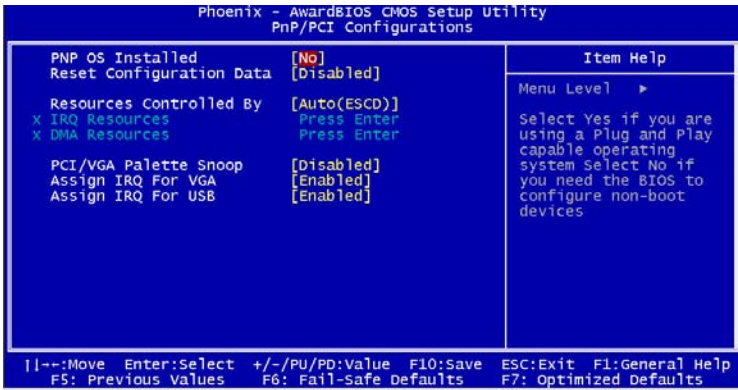 Phoenix - AwardBIOS CMOS Setup Utility
PnP/PCI Configurations
PNP OS Installed [No]
Reset Configuration Data [Disabled]
Resources Controlled By [Auto(ESCD)]
x IRQ Resources Press Enter
x DMA Resources Press Enter
PCI/VGA Palette Snoop [Disabled]
Assign IRQ For VGA [Enabled]
Assign IRQ For USB [Enabled]
Item Help
Menu Level ►
Select Yes if you are
using a Plug and Play
capable operating
system Select No if
you need the BIOS to
configure non-boot
devices
↑↓→←:Move Enter:Select +/-/PU/PD:Value F10:Save ESC:Exit F1:General Help
F5: Previous Values F6: Fail-Safe Defaults F7: Optimized Defaults